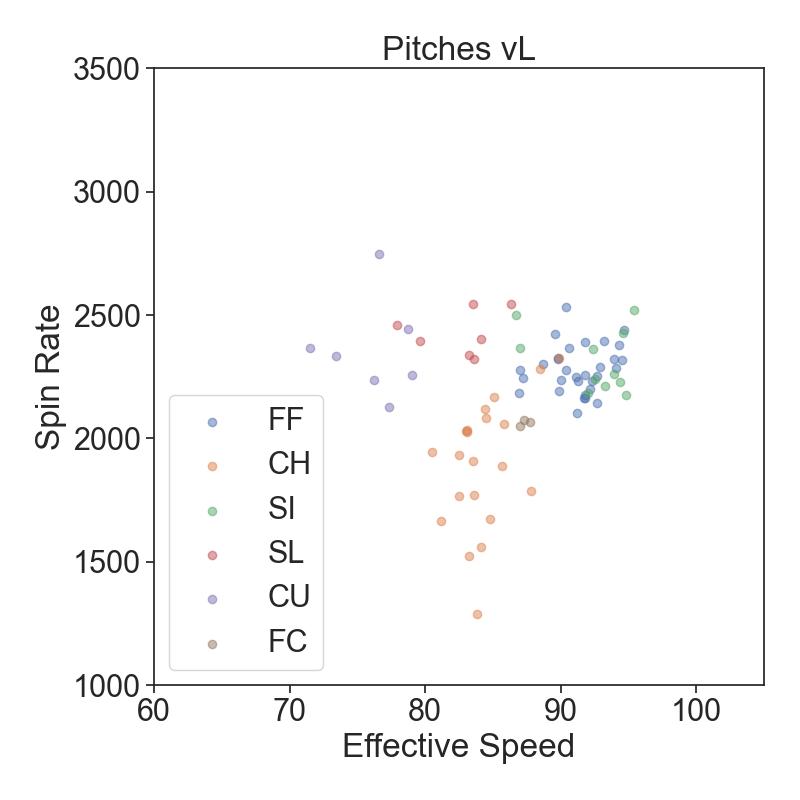 Pitches vL
3500
3000
2500
2000
1500
1000
Spin Rate
FF
CH
SI
SL
CU
FC
60 70 80 90 100
Effective Speed